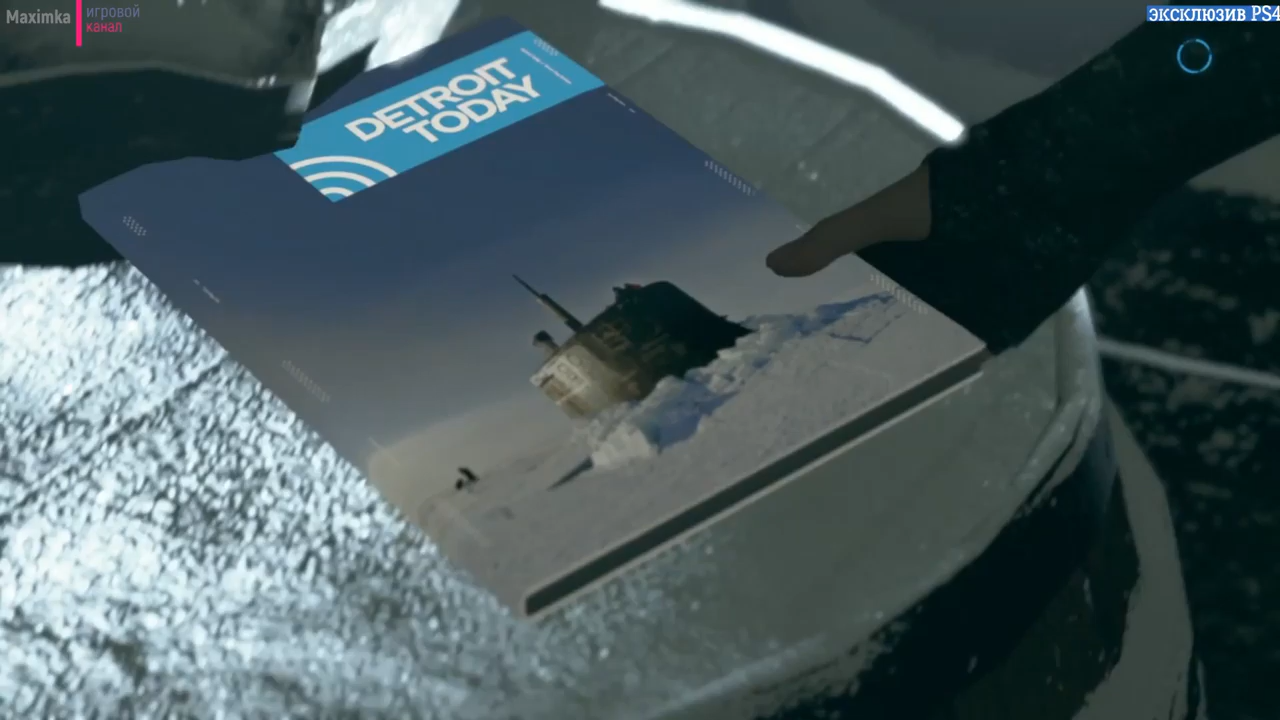 Maximka
игровой
канал
эксклюзив PS4
DETROIT
TODAY